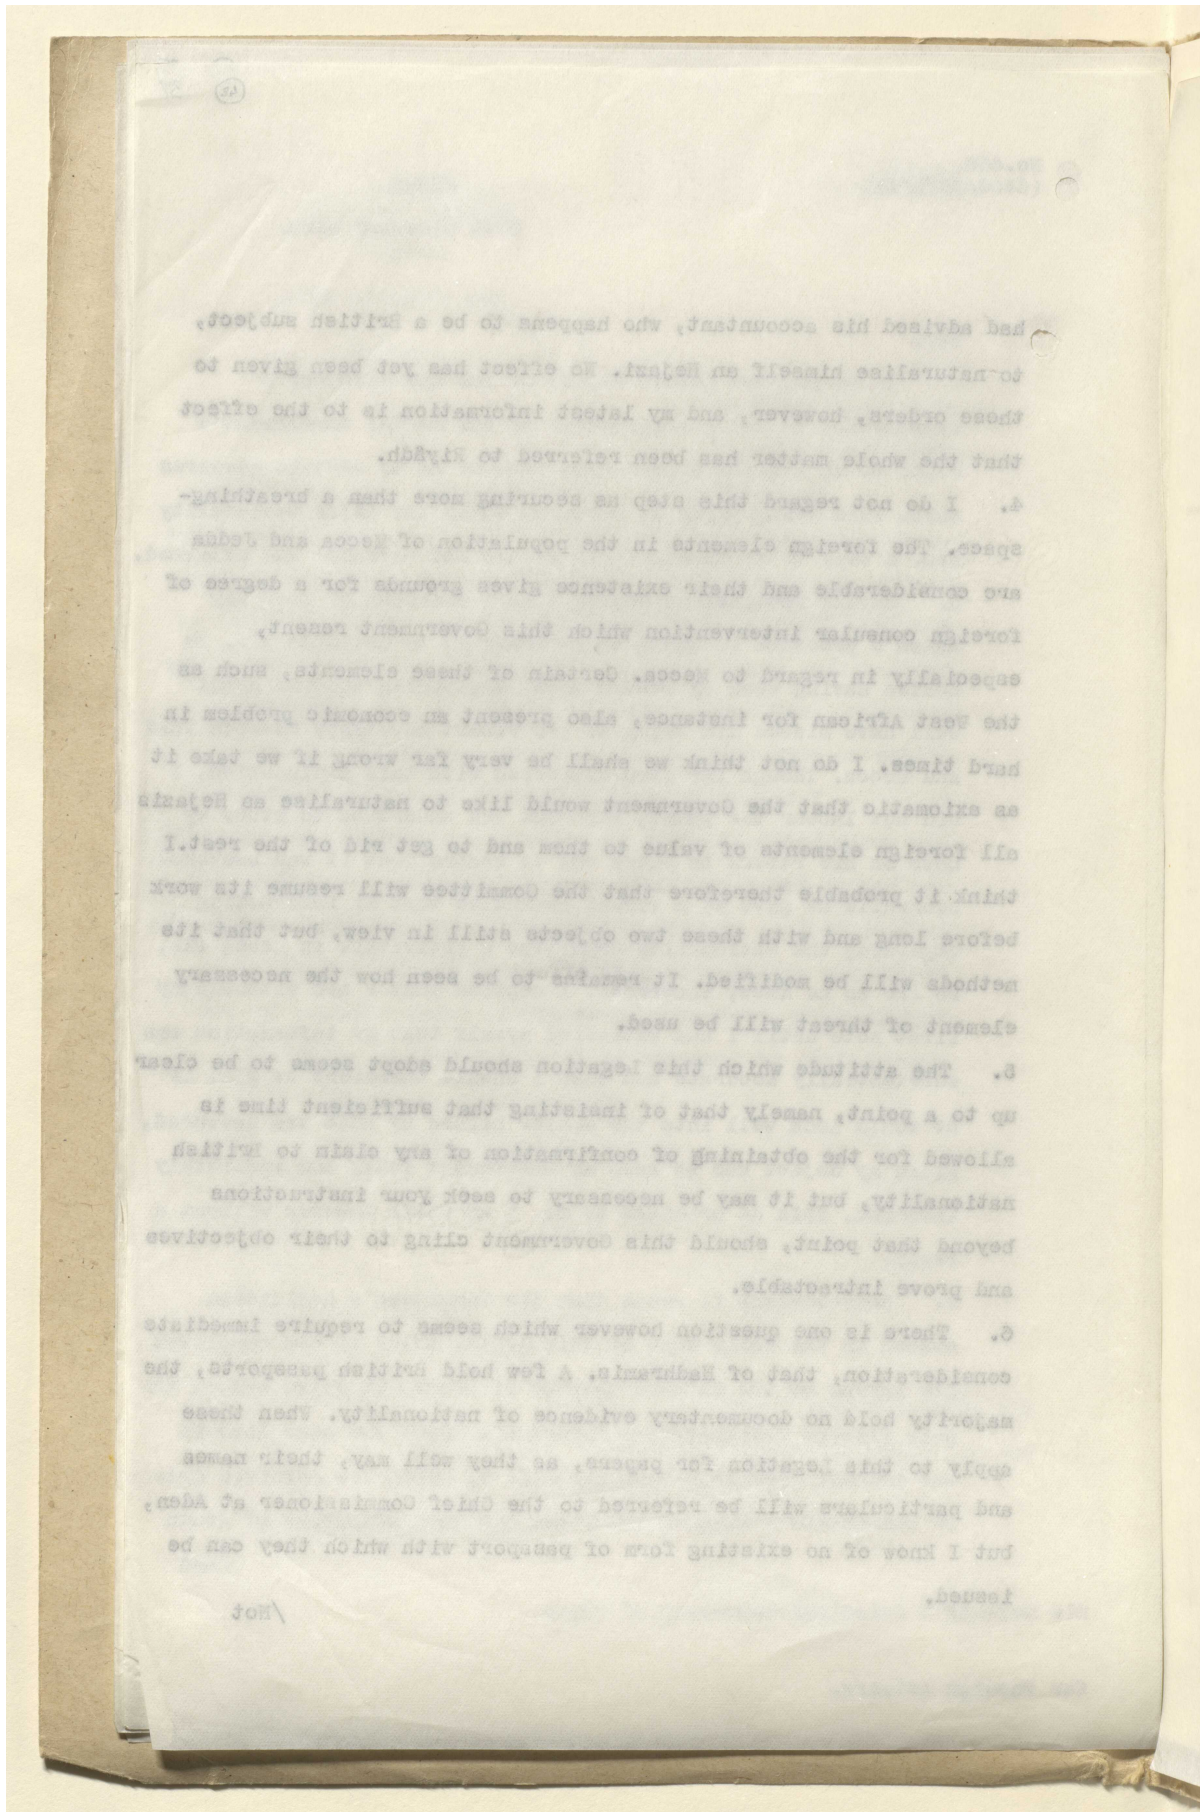 42
had advised his accountant, who happens to be a British subject,
to naturalise himself an Hejazi. No effect has yet been given to
these orders, however, and my latest information is to the effect
that the whole matter has been referred to Riyādh.
4. I do not regard this step as securing more than a breathing-
space. The foreign elements in the population of Mecca and Jedda
are considerable and their existence gives grounds for a degree of
foreign consular intervention which this Government resent,
especially in regard to Mecca. Certain of these elements, such as
the West African for instance, also present an economic problem in
hard times. I do not think we shall be very far wrong if we take it
as axiomatic that the Government would like to naturalise as Hejazis
all foreign elements of value to them and to get rid of the rest.I
think it probable therefore that the Committee will resume its work
before long and with these two objects still in view, but that its
methods will be modified. It remains to be seen how the necessary
element of threat will be used.
5. The attitude which this Legation should adopt seems to be clear
up to a point, namely that of insisting that sufficient time is
allowed for the obtaining of confirmation of any claim to British
nationality, but it may be necessary to seek your instructions
beyond that point, should this Government cling to their objectives
and prove intractable.
6. There is one question however which seems to require immediate
consideration, that of Hadhramis. A few hold British passports, the
majority hold no documentary evidence of nationality. When these
apply to this Legation for papers, as they well may, their names
and particulars will be referred to the Chief Commissioner at Aden,
but I know of no existing form of passport with which they can be
issued.
/Not